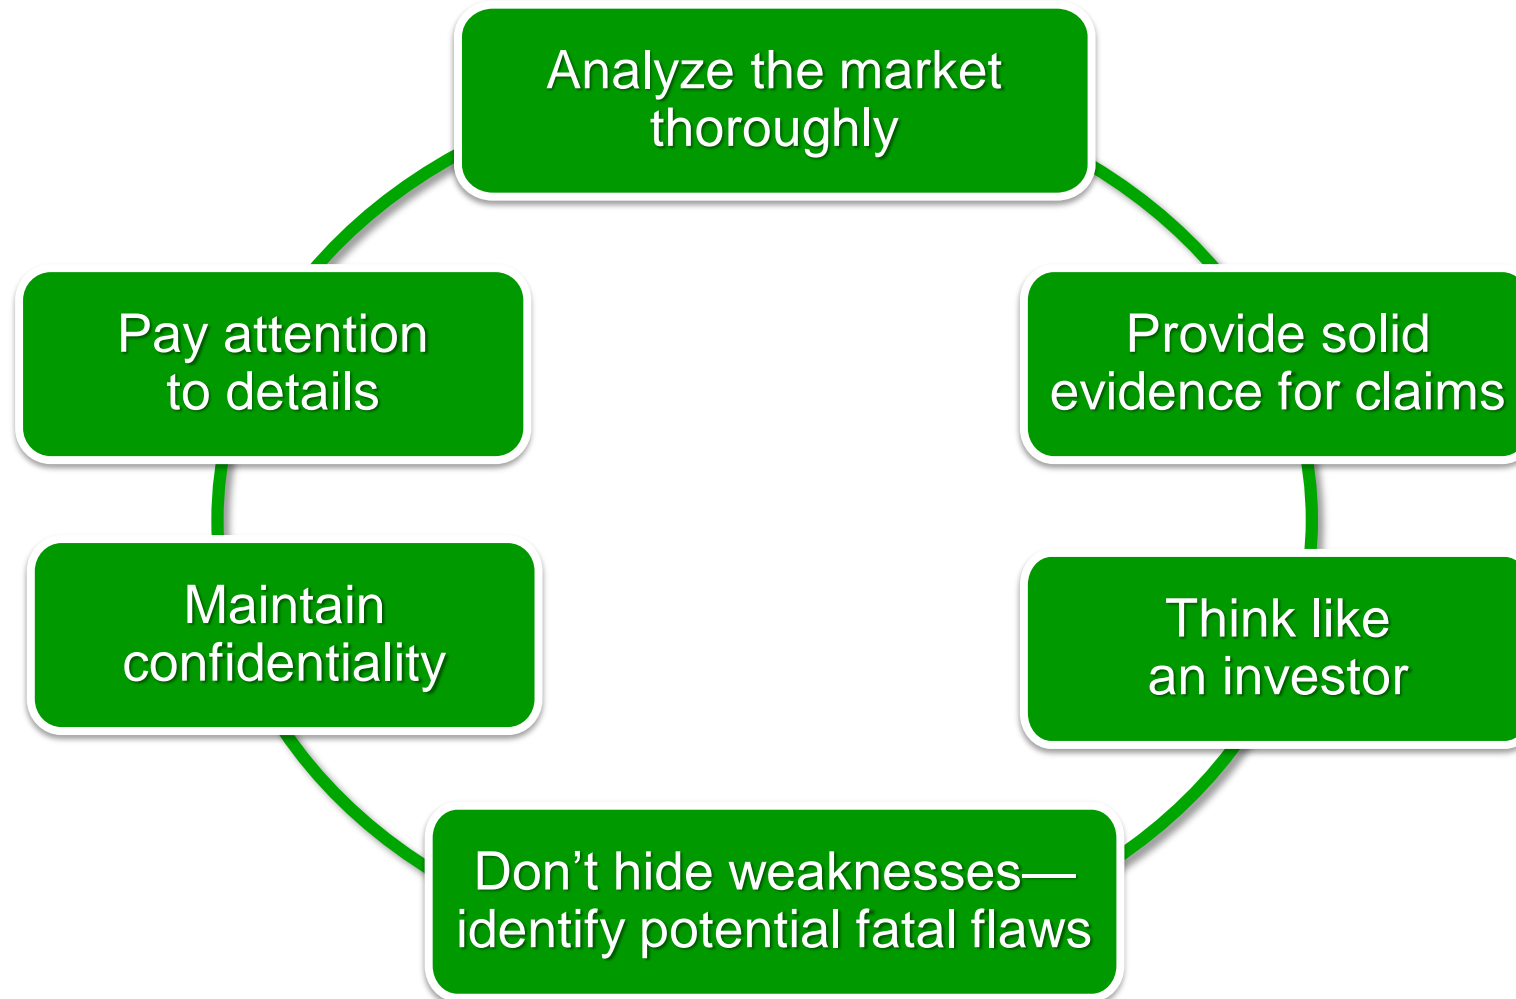 Analyze the market
thoroughly
Provide solid
evidence for claims
Think like
an investor
Don’t hide weaknesses—
identify potential fatal flaws
Maintain
confidentiality
Pay attention
to details